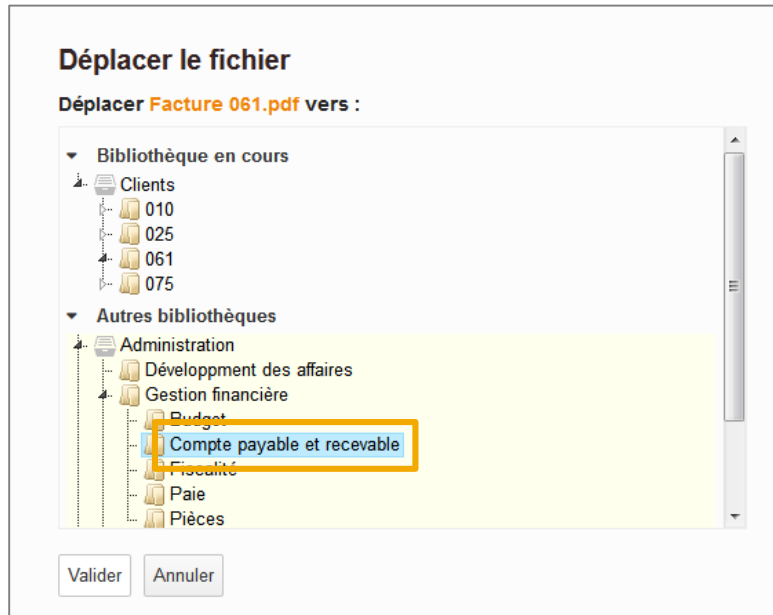 Déplacer le fichier
Déplacer Facture 061.pdf vers :
Bibliothèque en cours
Clients
010
025
061
075
Autres bibliothèques
Administration
Développment des affaires
Gestion financière
Budget
Compte payable et recevable
Fiscalité
Paie
Pièces
Valider Annuler